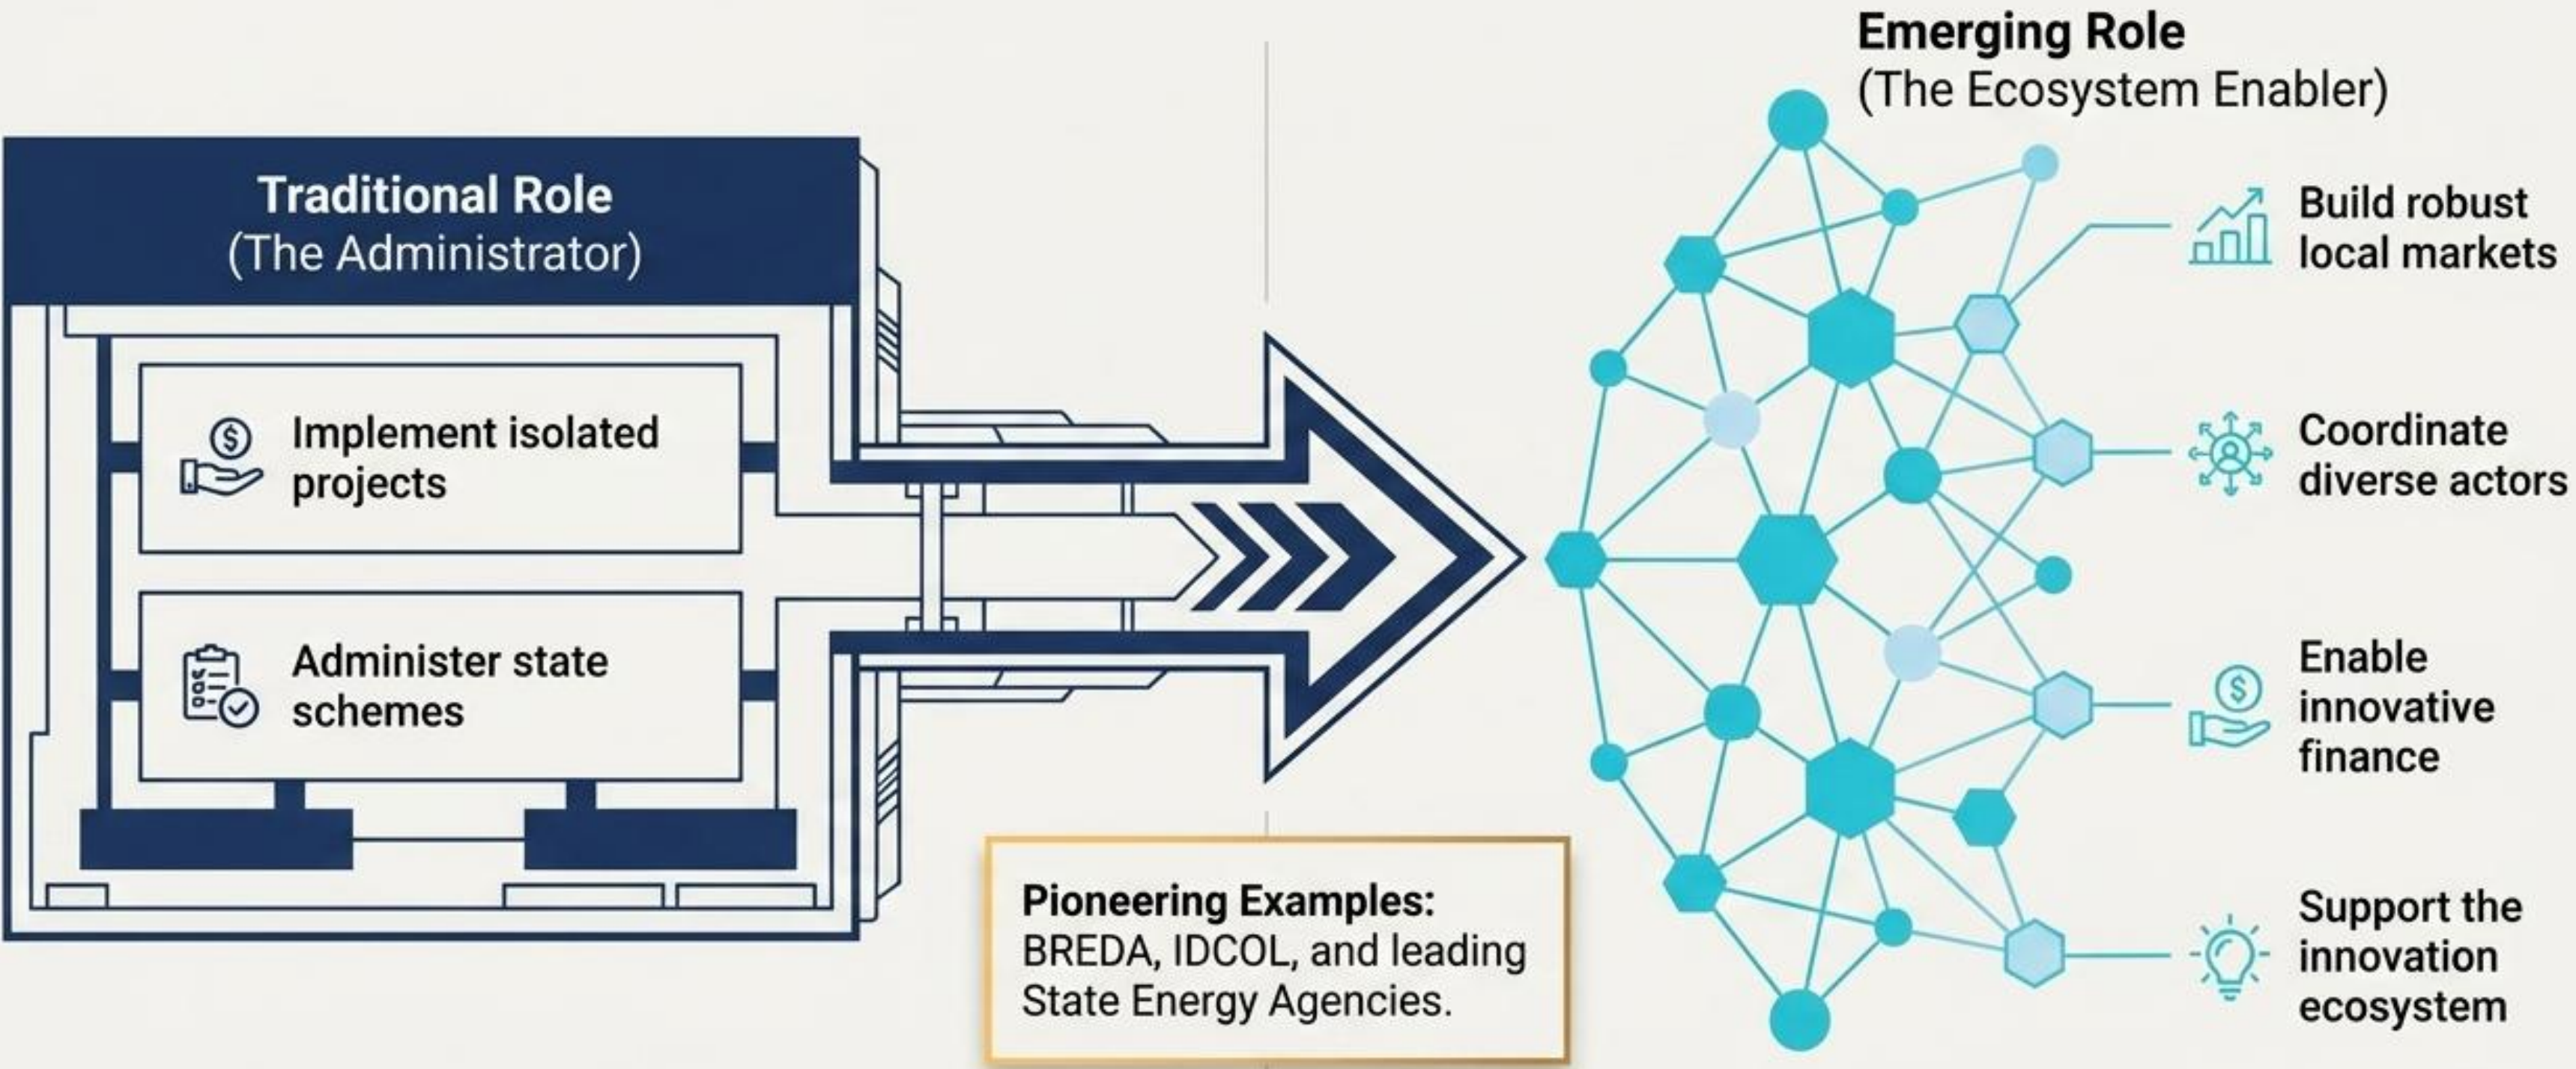 Traditional Role
(The Administrator)
Implement isolated
projects
Administer state
schemes
Pioneering Examples:
BREDA, IDCOL, and leading
State Energy Agencies.
Emerging Role
(The Ecosystem Enabler)
Build robust
local markets
Coordinate
diverse actors
Enable
innovative
finance
Support the
innovation
ecosystem